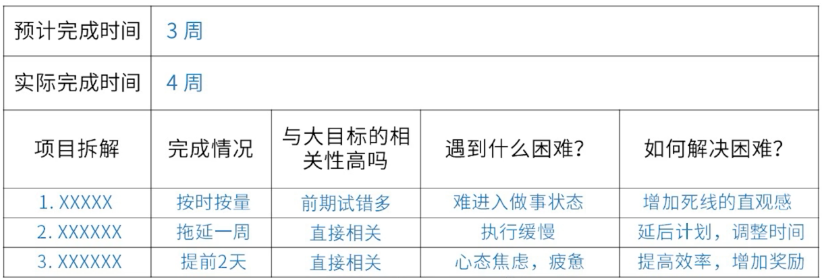 预计完成时间 3 周
实际完成时间 4 周
项目拆解 完成情况 与大目标的相关性高吗 遇到什么困难？ 如何解决困难？
1. XXXXX 按时按量 前期试错多 难进入做事状态 增加死线的直观感
2. XXXXXX 拖延一周 直接相关 执行缓慢 延后计划，调整时间
3. XXXXXX 提前2天 直接相关 心态焦虑，疲惫 提高效率，增加奖励